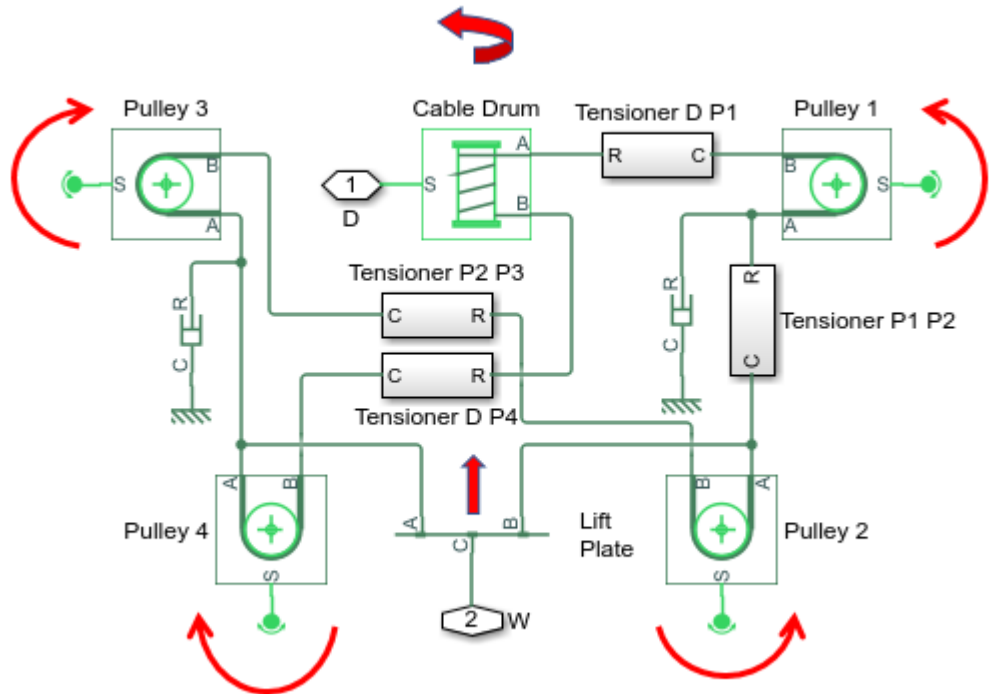 Pulley 3
Cable Drum
Tensioner D P1
Pulley 1
A
R
C
B
B
S
S
1
S
B
A
A
D
Tensioner P2 P3
R
R
R
C
R
Tensioner P1 P2
C
C
C
C
R
Tensioner D P4
A
B
B
A
A
B
Lift
Plate
Pulley 4
C
Pulley 2
S
S
2
W